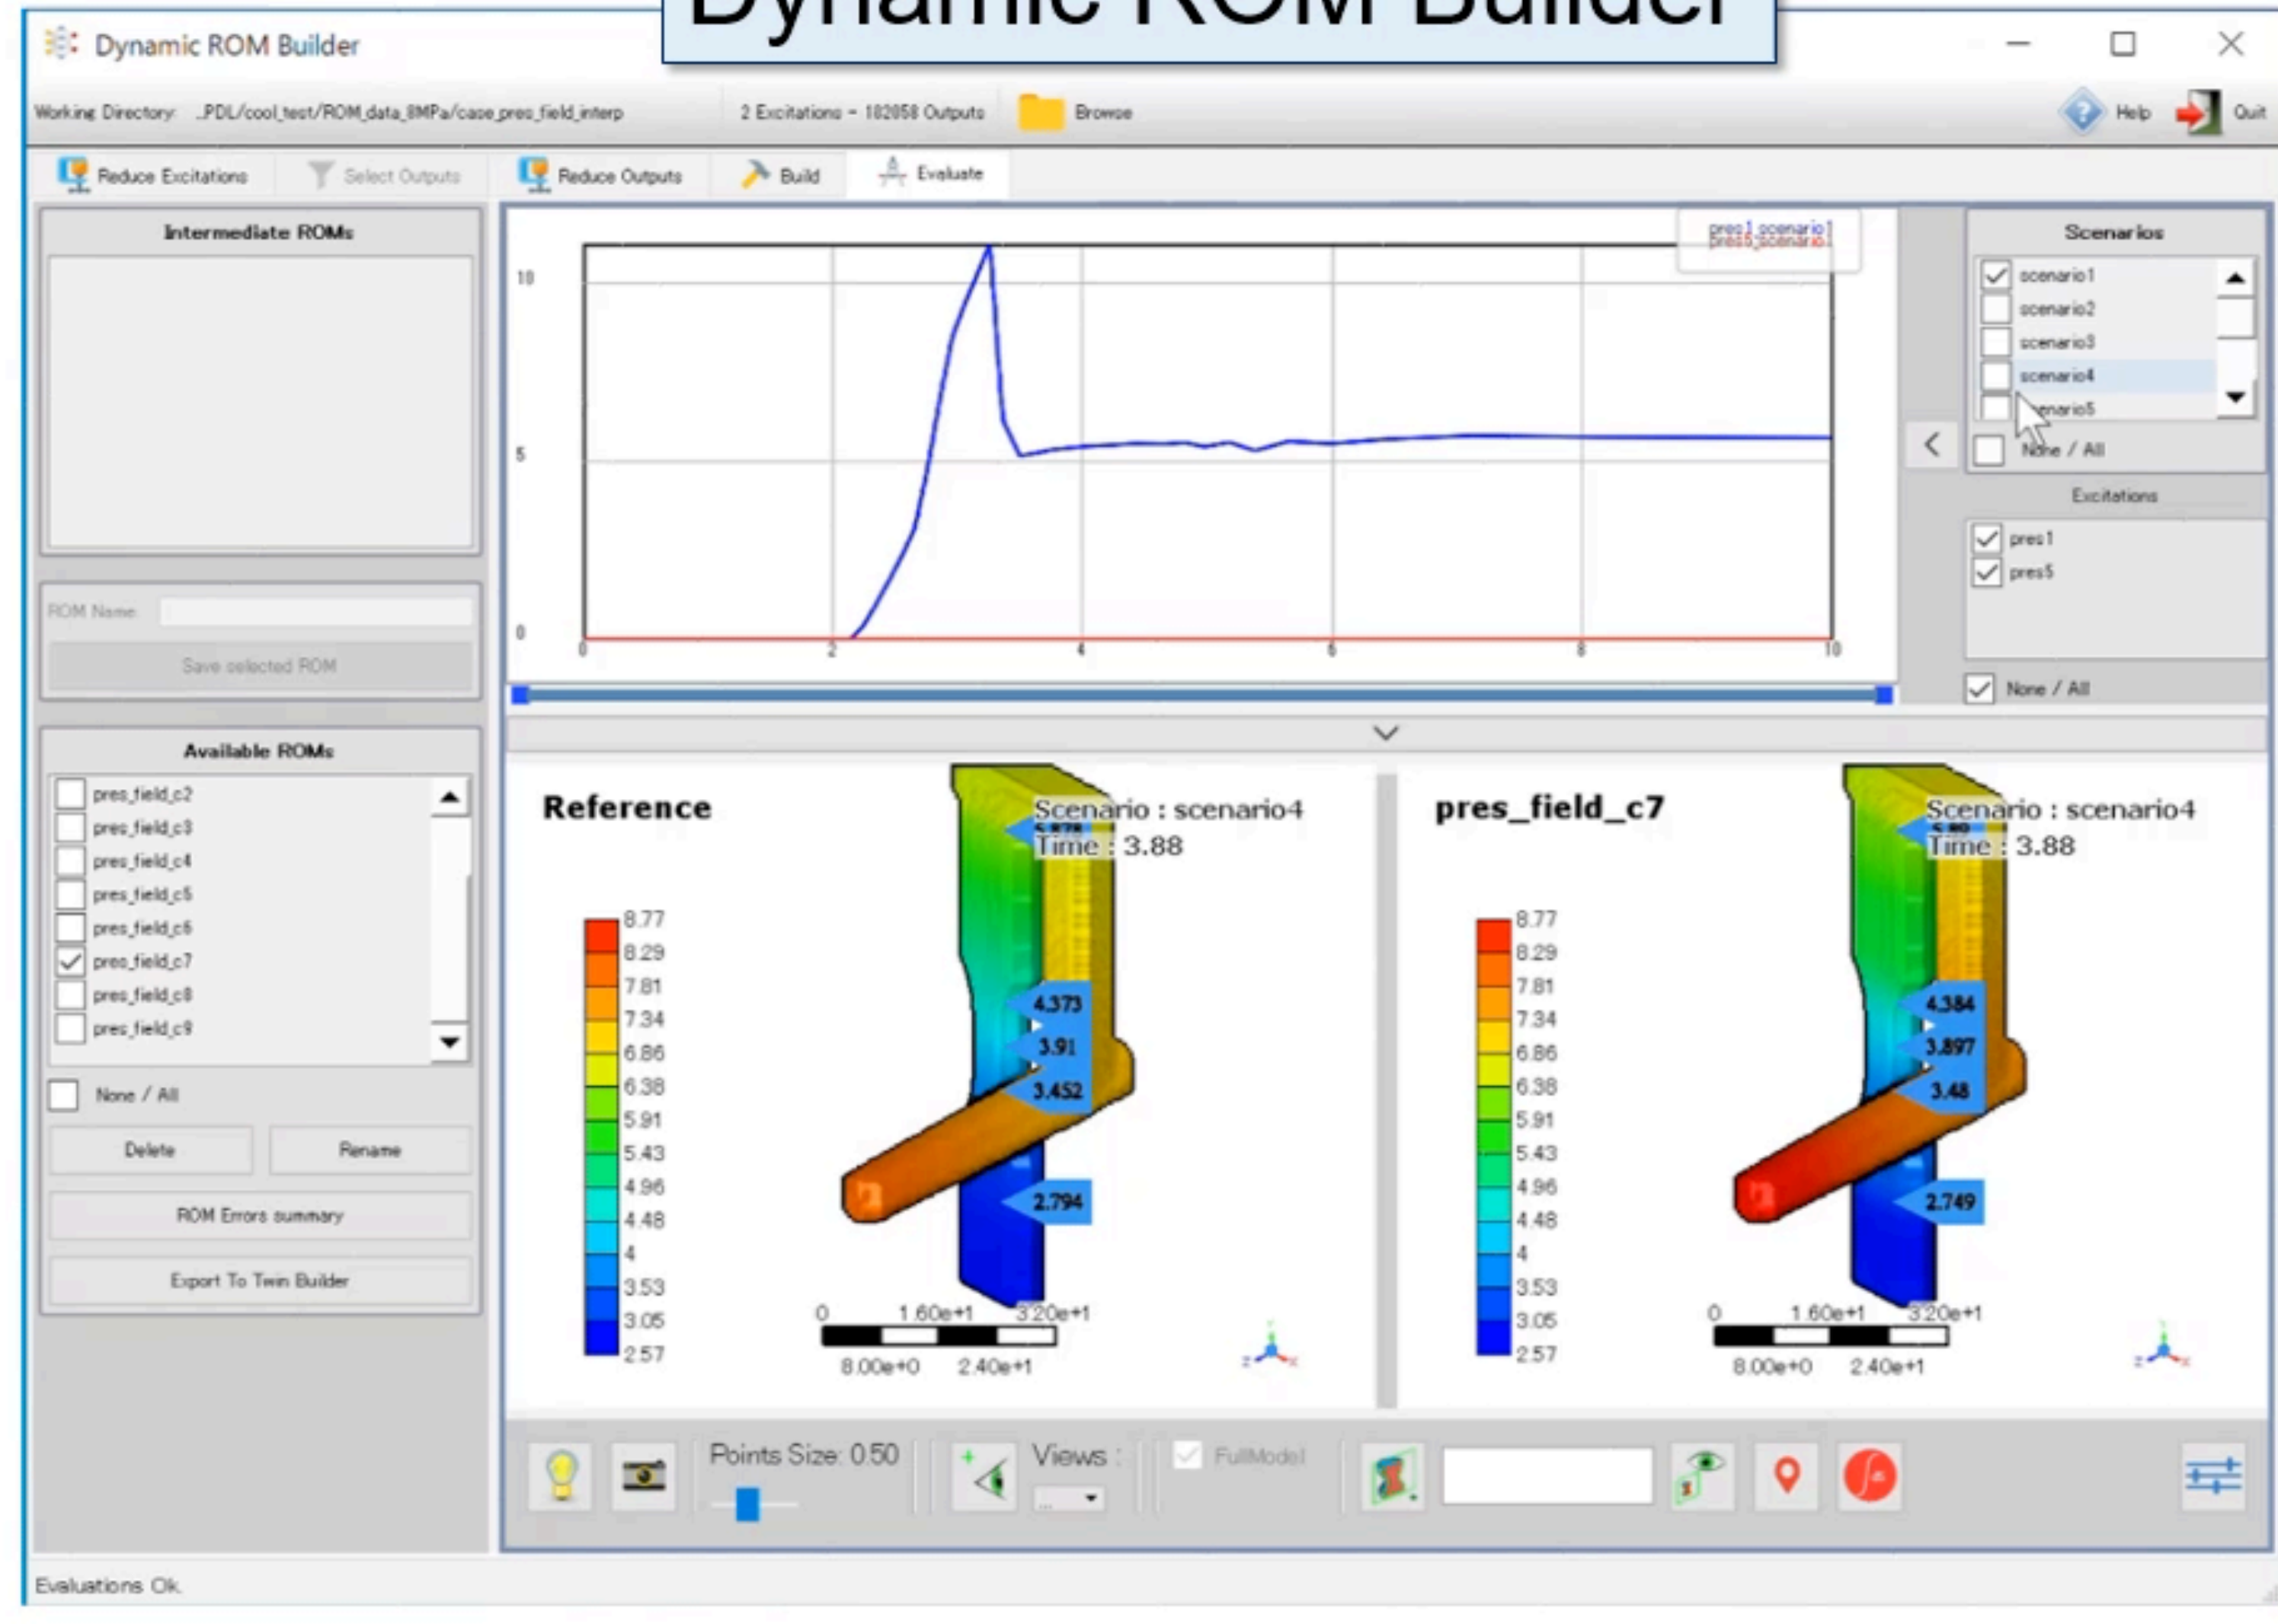 Dynamic ROM Builder
Dynamic ROM Builder
Working Directory: ..PDL/cool_test/ROM_data_8MPa/case_pres_field_interp
2 Excitations - 182058 Outputs
Browse
Help
Quit
Reduce Excitations
Select Outputs
Reduce Outputs
Build
Evaluate
Intermediate ROMs
ROM Name:
Save selected ROM
Available ROMs
pres_field_c2
pres_field_c3
pres_field_c4
pres_field_c5
pres_field_c6
pres_field_c7
pres_field_c8
pres_field_c9
None / All
Delete
Rename
ROM Errors summary
Export To Twin Builder
pres1_scenario1
pres5_scenario1
10
5
0
0
2
4
6
8
10
Scenarios
scenario1
scenario2
scenario3
scenario4
None / All
Excitations
pres1
pres5
None / All
Reference
Scenario : scenario4
Time : 3.88
8.77
8.29
7.81
7.34
6.86
6.38
5.91
5.43
4.96
4.48
4
3.53
3.05
2.57
4.373
3.91
3.452
2.794
0
1.60e+1
3.20e+1
8.00e+0
2.40e+1
pres_field_c7
Scenario : scenario4
Time : 3.88
8.77
8.29
7.81
7.34
6.86
6.38
5.91
5.43
4.96
4.48
4
3.53
3.05
2.57
4.384
3.897
3.48
2.749
0
1.60e+1
3.20e+1
8.00e+0
2.40e+1
Points Size: 0.50
Views :
...
FullModel
Evaluations Ok.